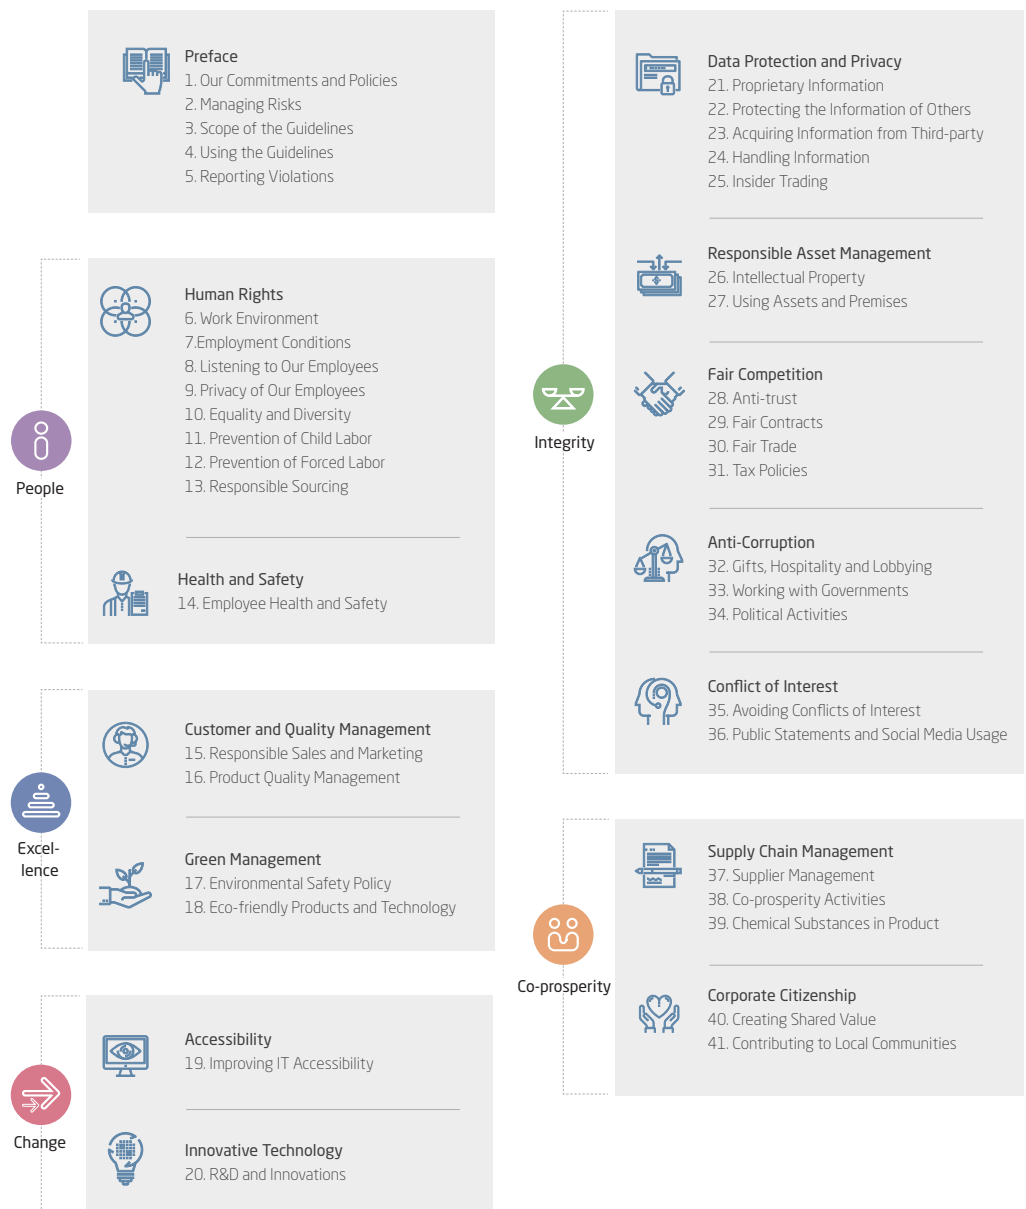 Preface
1. Our Commitments and Policies
2. Managing Risks
3. Scope of the Guidelines
4. Using the Guidelines
5. Reporting Violations
People
Human Rights
6. Work Environment
7.Employment Conditions
8. Listening to Our Employees
9. Privacy of Our Employees
10. Equality and Diversity
11. Prevention of Child Labor
12. Prevention of Forced Labor
13. Responsible Sourcing
Health and Safety
14. Employee Health and Safety
Excel-
lence
Customer and Quality Management
15. Responsible Sales and Marketing
16. Product Quality Management
Green Management
17. Environmental Safety Policy
18. Eco-friendly Products and Technology
Change
Accessibility
19. Improving IT Accessibility
Innovative Technology
20. R&D and Innovations
Integrity
Data Protection and Privacy
21. Proprietary Information
22. Protecting the Information of Others
23. Acquiring Information from Third-party
24. Handling Information
25. Insider Trading
Responsible Asset Management
26. Intellectual Property
27. Using Assets and Premises
Fair Competition
28. Anti-trust
29. Fair Contracts
30. Fair Trade
31. Tax Policies
Anti-Corruption
32. Gifts, Hospitality and Lobbying
33. Working with Governments
34. Political Activities
Conflict of Interest
35. Avoiding Conflicts of Interest
36. Public Statements and Social Media Usage
Co-prosperity
Supply Chain Management
37. Supplier Management
38. Co-prosperity Activities
39. Chemical Substances in Product
Corporate Citizenship
40. Creating Shared Value
41. Contributing to Local Communities